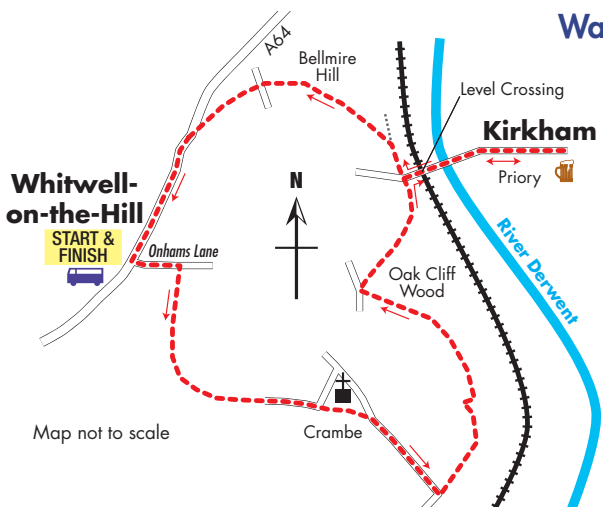 Wa
A64
Bellmire
Hill
Level Crossing
Kirkham
Priory
Whitwell-
on-the-Hill
START &
FINISH
N
Onhams Lane
Oak Cliff
Wood
River Derwent
Map not to scale
Crambe